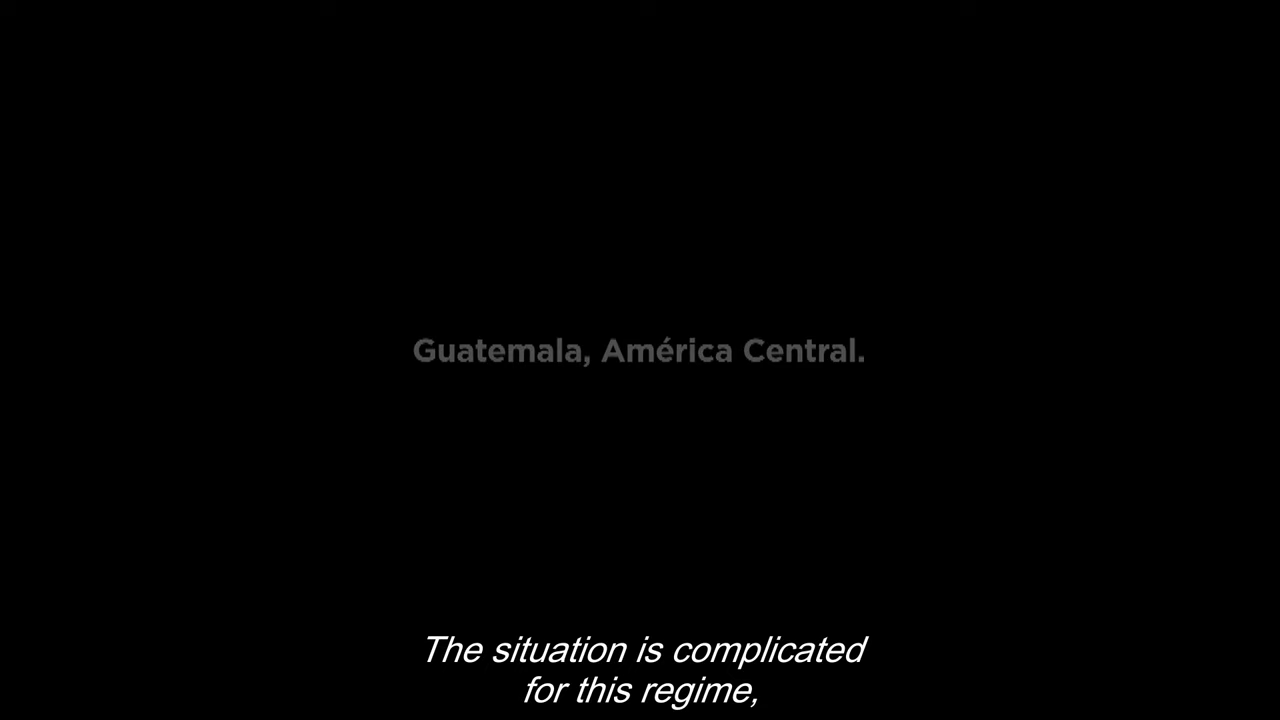 Guatemala, América Central.
The situation is complicated
for this regime,